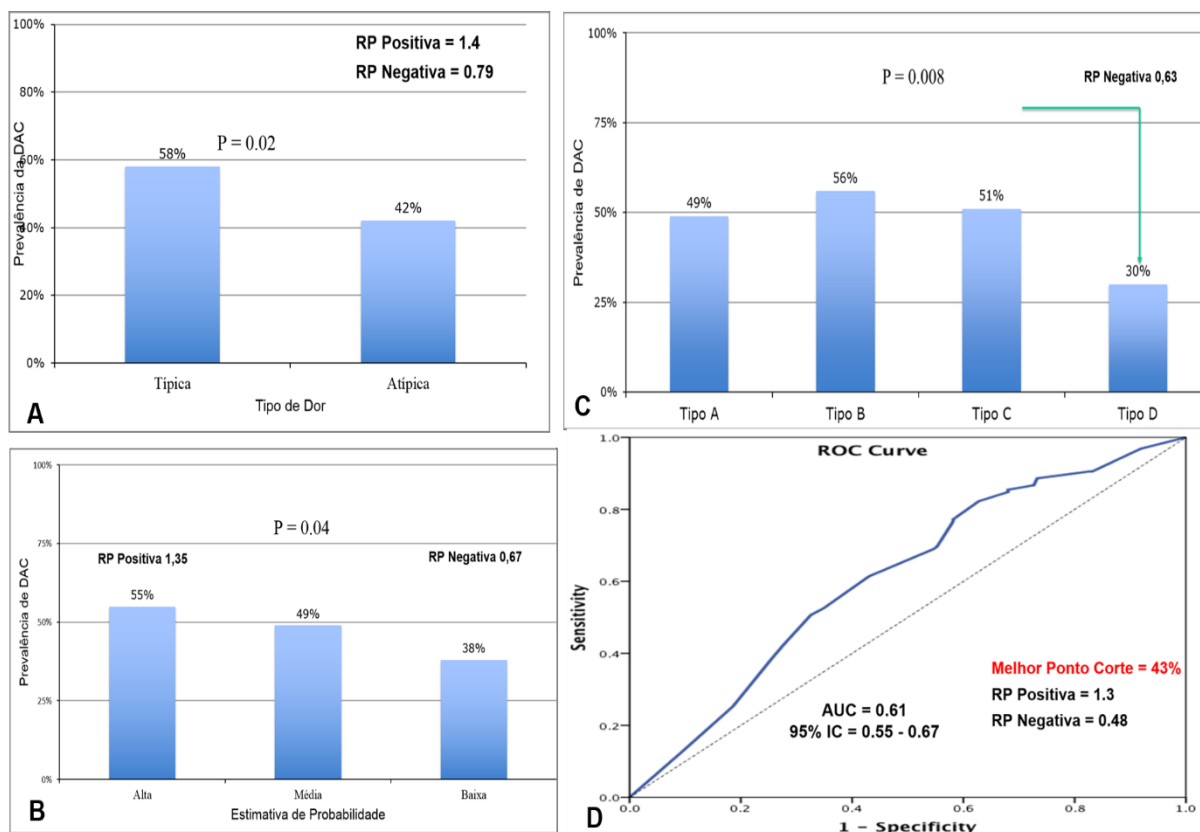 100%
80%
60%
40%
20%
0%
Prevalência da DAC
RP Positiva = 1.4
RP Negativa = 0.79
P = 0.02
58%
42%
Típica
Atípica
Tipo de Dor
A
100%
75%
50%
25%
0%
Prevalência de DAC
P = 0.008
RP Negativa 0,63
49%
56%
51%
30%
Tipo A
Tipo B
Tipo C
Tipo D
C
100%
75%
50%
25%
0%
Prevalência de DAC
P = 0.04
RP Positiva 1,35
RP Negativa 0,67
55%
49%
38%
Alta
Média
Baixa
Estimativa de Probabilidade
B
ROC Curve
1.0
0.8
0.6
0.4
0.2
0.0
Sensitivity
Melhor Ponto Corte = 43%
RP Positiva = 1.3
RP Negativa = 0.48
AUC = 0.61
95% IC = 0.55 - 0.67
0.0
0.2
0.4
0.6
0.8
1.0
1 - Specificity
D